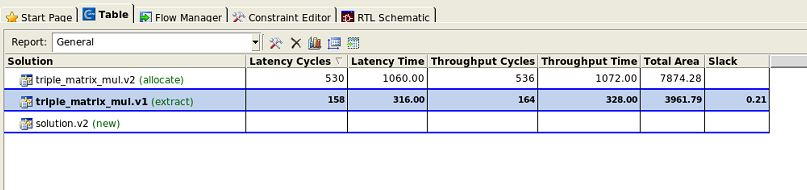 Start Page Table Flow Manager Constraint Editor RTL Schematic
Report: General
Solution Latency Cycles Latency Time Throughput Cycles Throughput Time Total Area Slack
triple_matrix_mul.v2 (allocate) 530 1060.00 536 1072.00 7874.28
triple_matrix_mul.v1 (extract) 158 316.00 164 328.00 3961.79 0.21
solution.v2 (new)